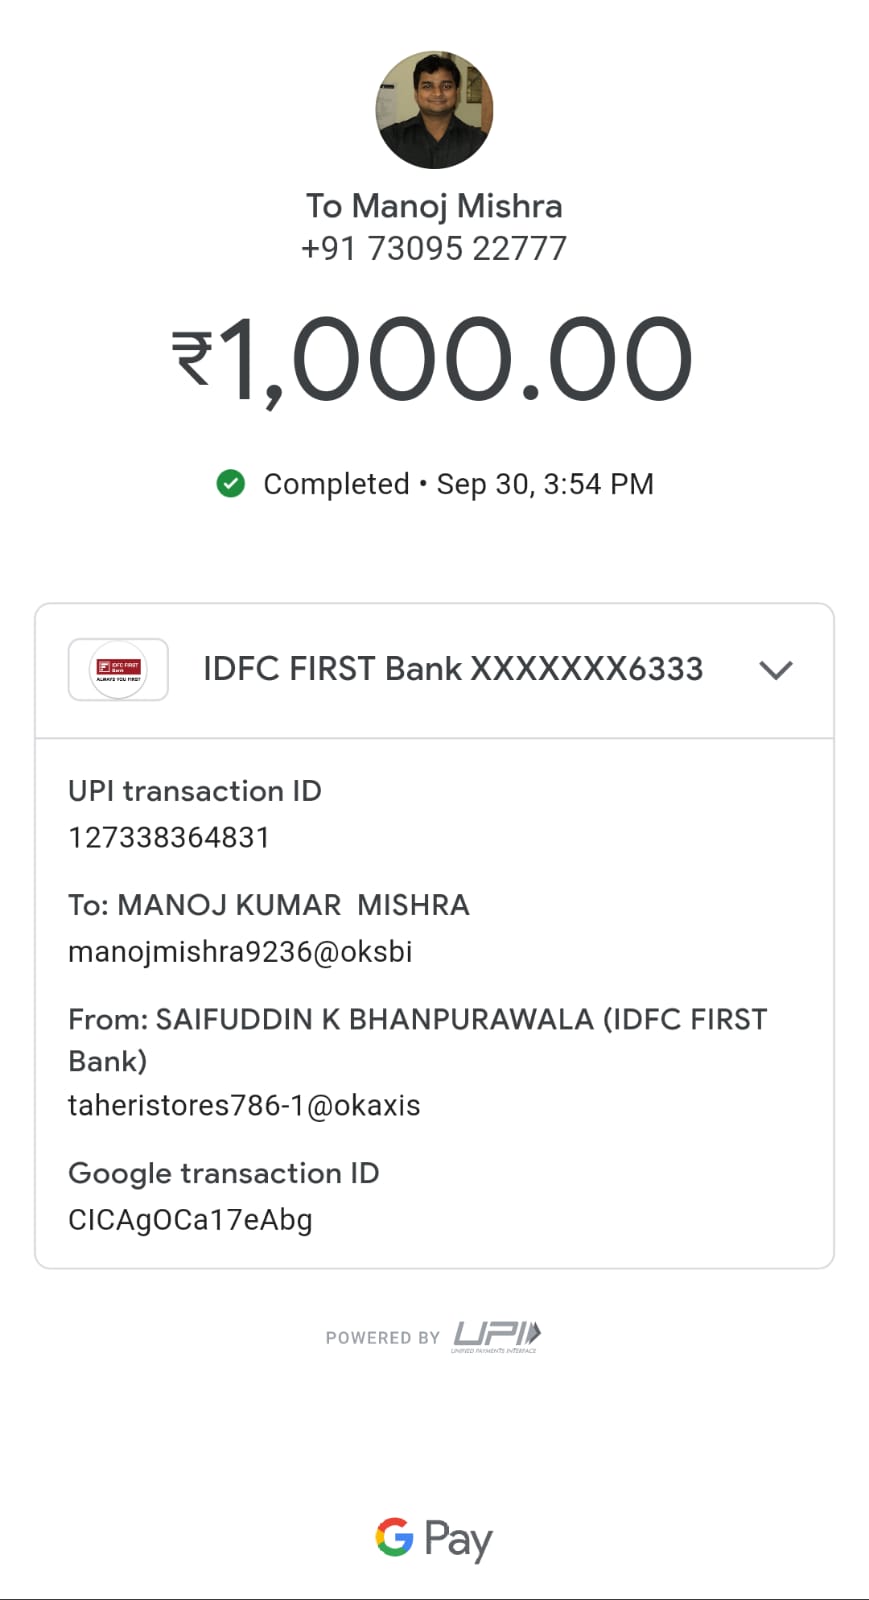 To Manoj Mishra
+91 73095 22777
₹1,000.00
Completed • Sep 30, 3:54 PM
IDFC FIRST
Bank
ALWAYS YOU FIRST
IDFC FIRST Bank XXXXXXX6333
UPI transaction ID
127338364831
To: MANOJ KUMAR  MISHRA
manojmishra9236@oksbi
From: SAIFUDDIN K BHANPURAWALA (IDFC FIRST
Bank)
taheristores786-1@okaxis
Google transaction ID
CICAgOCa17eAbg
POWERED BY UPI
UNIFIED PAYMENTS INTERFACE
G Pay